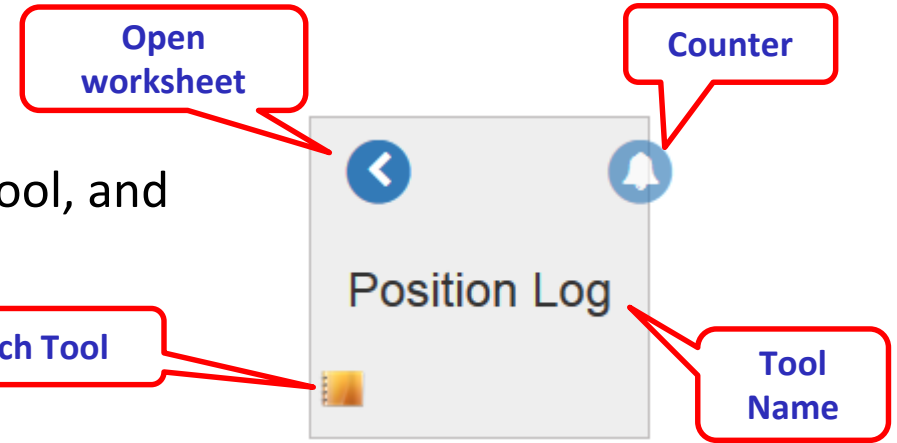 Open
worksheet
Counter
ool, and
Position Log
ch Tool
Tool
Name